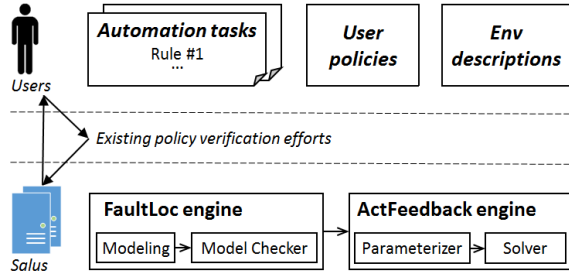 Automation tasks
Rule #1
...
User
policies
Env
descriptions
Users
Existing policy verification efforts
FaultLoc engine
Modeling
Model Checker
ActFeedback engine
Parameterizer
Solver
Salus